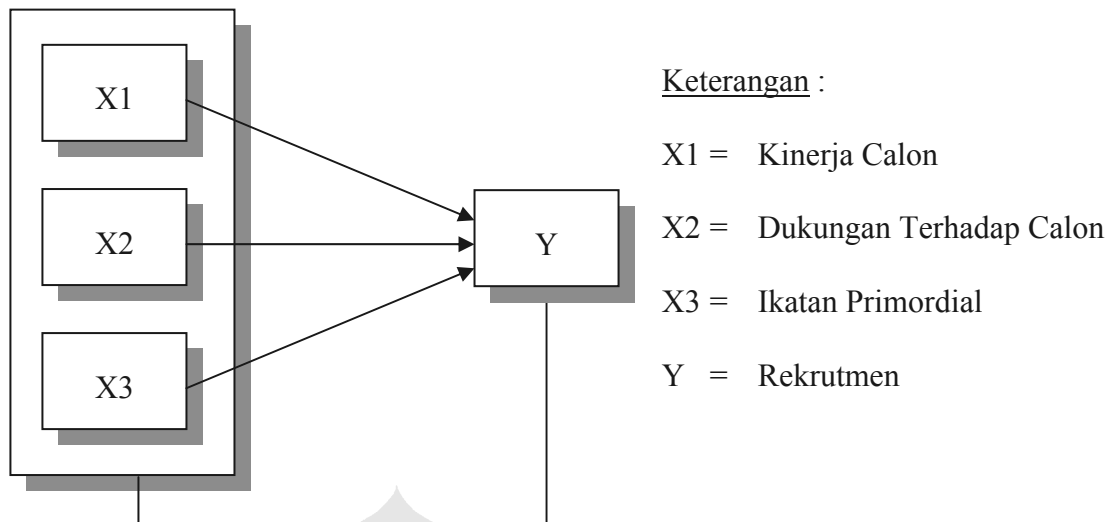 X1
X2
X3
Y
Keterangan :
X1 = Kinerja Calon
X2 = Dukungan Terhadap Calon
X3 = Ikatan Primordial
Y = Rekrutmen